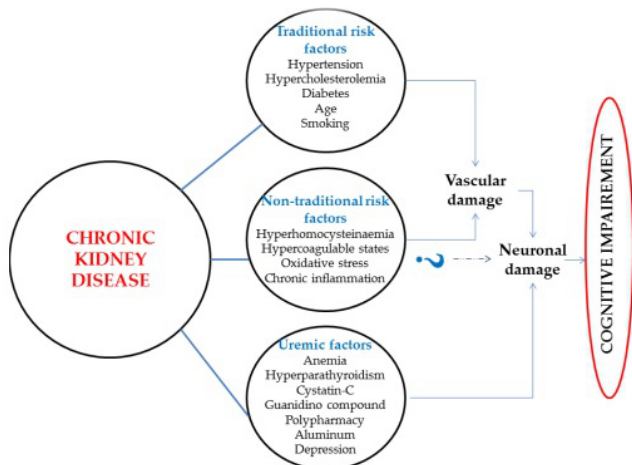 Traditional risk
factors
Hypertension
Hypercholesterolemia
Diabetes
Age
Smoking
CHRONIC
KIDNEY
DISEASE
Non-traditional risk
factors
Hyperhomocysteinaemia
Hypercoagulable states
Oxidative stress
Chronic inflammation
Uremic factors
Anemia
Hyperparathyroidism
Cystatin-C
Guanidino compound
Polypharmacy
Aluminum
Depression
Vascular
damage
?
Neuronal
damage
COGNITIVE IMPAIREMENT